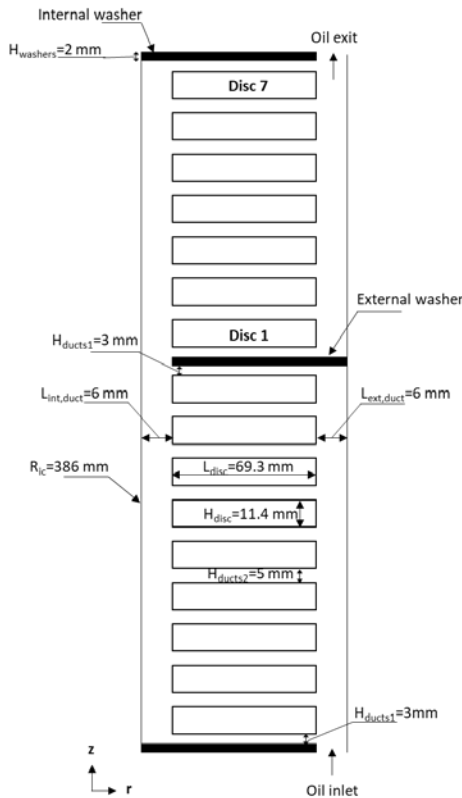 Internal washer
Oil exit
Hwashers=2 mm
Disc 7
External washer
Disc 1
Hducts1=3 mm
Lint,duct=6 mm
Lext,duct=6 mm
Ric=386 mm
Ldisc=69.3 mm
Hdisc=11.4 mm
Hducts2=5 mm
Hducts1=3mm
z
r
Oil inlet